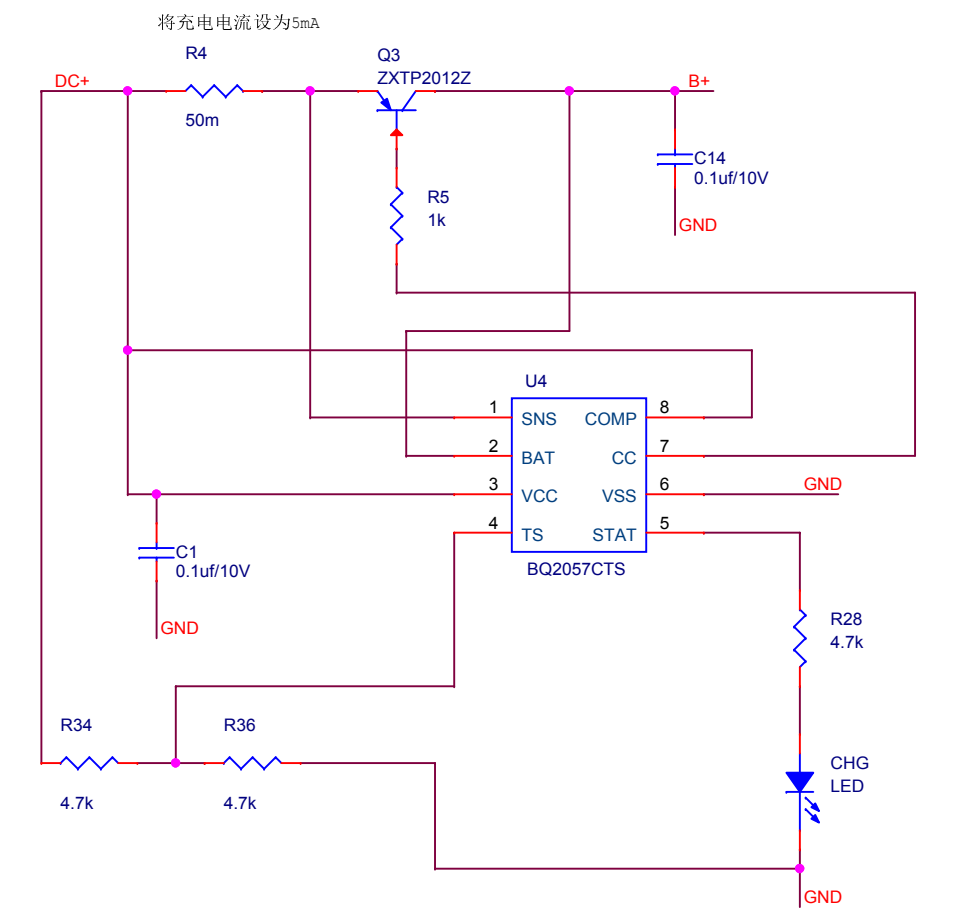 将充电电流设为5mA
R4
Q3
ZXTP2012Z
DC+
B+
50m
C14
0.1uf/10V
R5
1k
GND
U4
1
SNS
COMP
8
2
BAT
CC
7
3
VCC
VSS
6
GND
4
TS
STAT
5
BQ2057CTS
C1
0.1uf/10V
GND
R28
4.7k
R34
R36
4.7k
4.7k
CHG
LED
GND